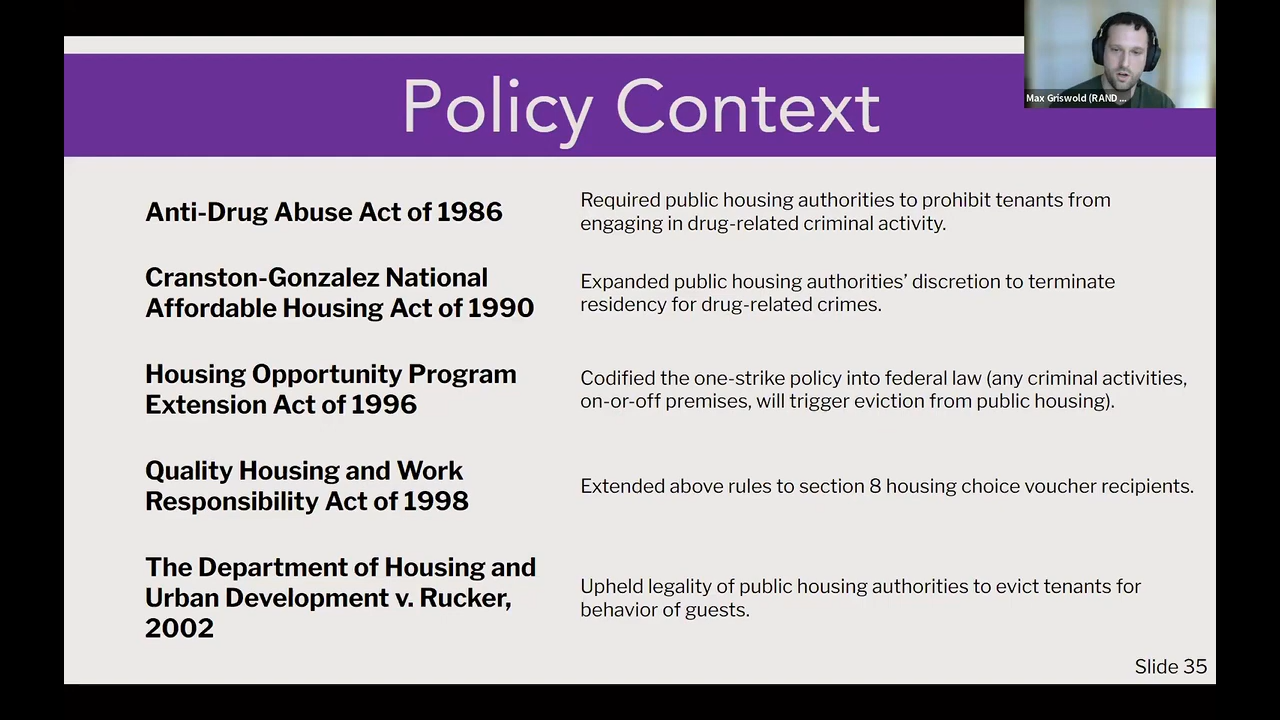 Policy Context
Max Griswold (RAND ...
Anti-Drug Abuse Act of 1986
Required public housing authorities to prohibit tenants from
engaging in drug-related criminal activity.
Cranston-Gonzalez National
Affordable Housing Act of 1990
Expanded public housing authorities’ discretion to terminate
residency for drug-related crimes.
Housing Opportunity Program
Extension Act of 1996
Codified the one-strike policy into federal law (any criminal activities,
on-or-off premises, will trigger eviction from public housing).
Quality Housing and Work
Responsibility Act of 1998
Extended above rules to section 8 housing choice voucher recipients.
The Department of Housing and
Urban Development v. Rucker,
2002
Upheld legality of public housing authorities to evict tenants for
behavior of guests.
Slide 35